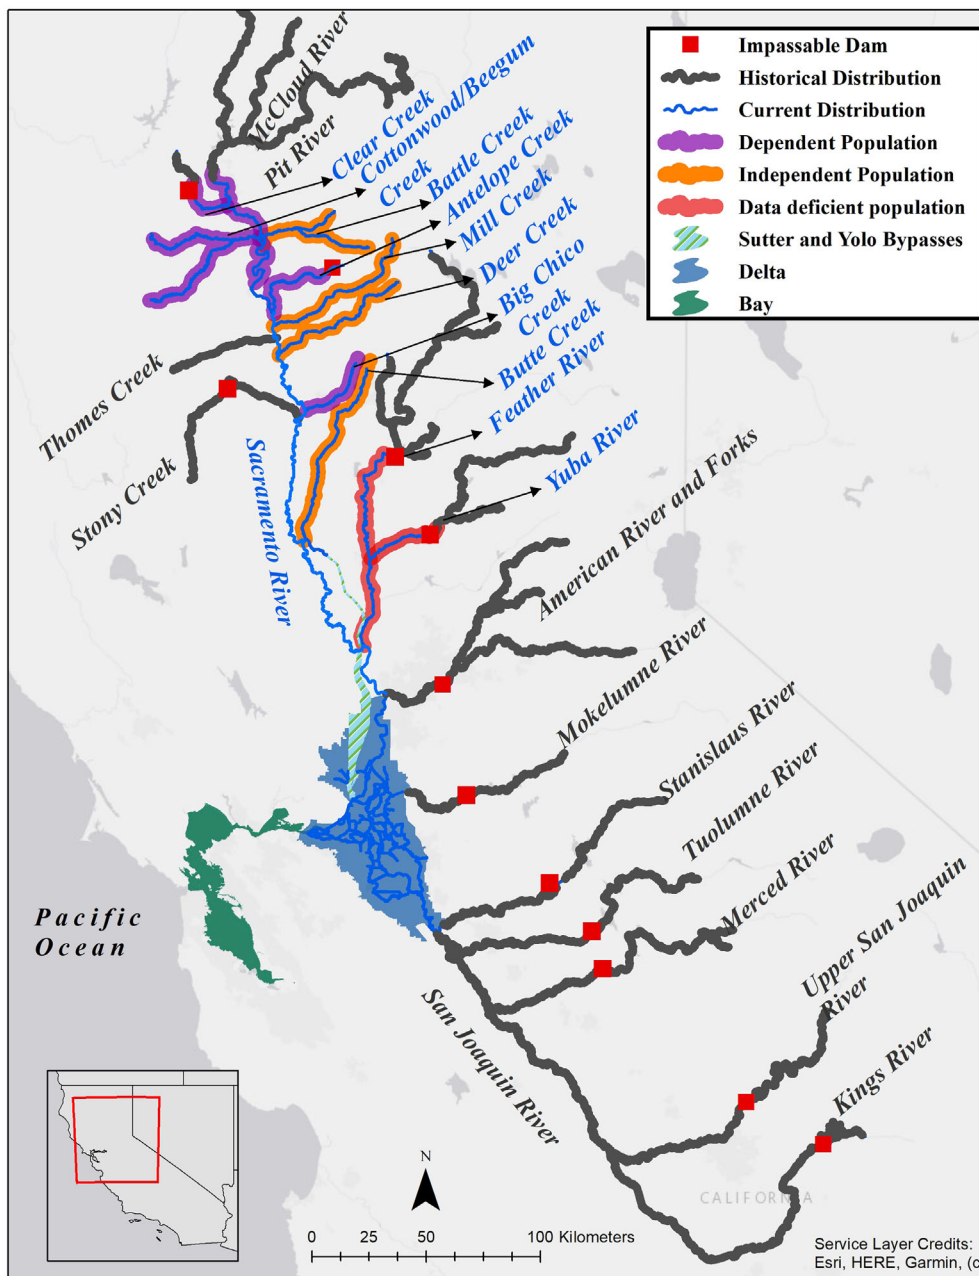 McCloud River
Pit River
Clear Creek
Cottonwood/Beegum
Creek
Battle Creek
Antelope Creek
Mill Creek
Deer Creek
Big Chico
Creek
Butte Creek
Feather River
Yuba River
Thomes Creek
Stony Creek
Sacramento River
American River and Forks
Mokelumne River
Stanislaus River
Tuolumne River
Merced River
Upper San Joaquin
River
Kings River
San Joaquin River
Pacific
Ocean
Impassable Dam
Historical Distribution
Current Distribution
Dependent Population
Independent Population
Data deficient population
Sutter and Yolo Bypasses
Delta
Bay
N
0 25 50 100 Kilometers
CALIFORNIA
Service Layer Credits:
Esri, HERE, Garmin, (c